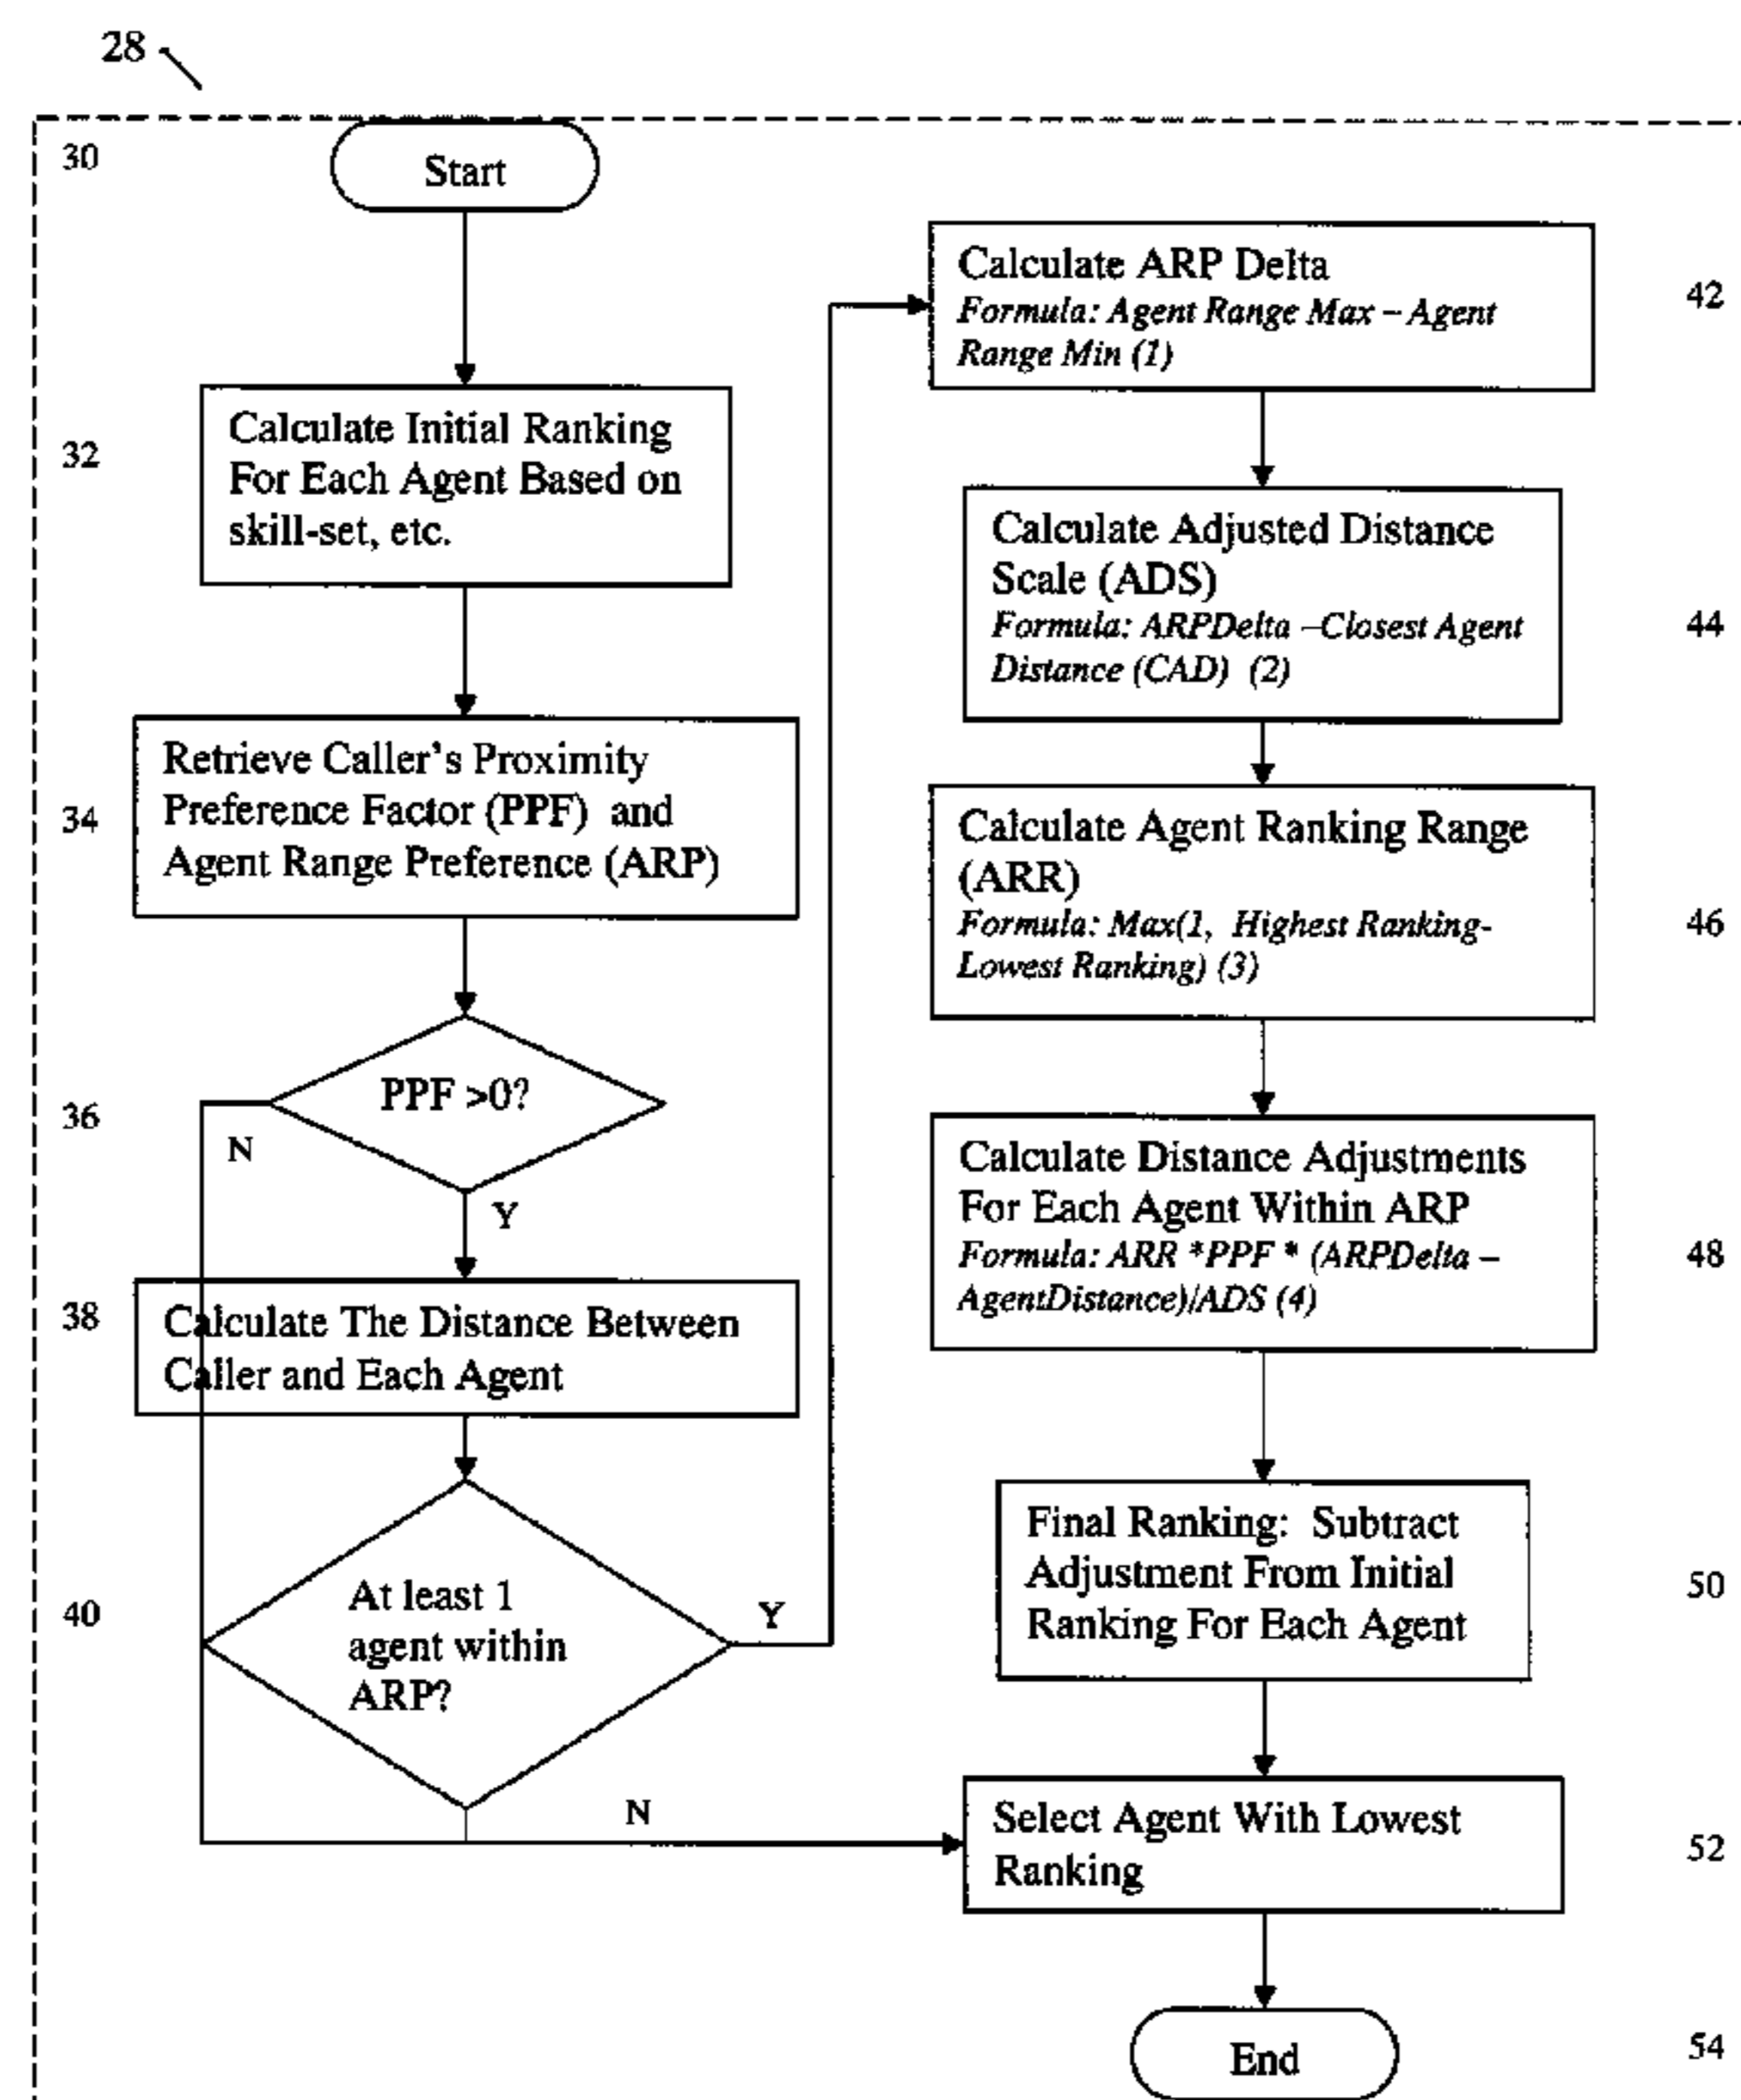 28
30
Start
32
Calculate Initial Ranking
For Each Agent Based on
skill-set, etc.
34
Retrieve Caller's Proximity
Preference Factor (PPF) and
Agent Range Preference (ARP)
36
PPF >0?
N
Y
38
Calculate The Distance Between
Caller and Each Agent
40
At least 1
agent within
ARP?
Y
N
Calculate ARP Delta
Formula: Agent Range Max – Agent
Range Min (1)
42
Calculate Adjusted Distance
Scale (ADS)
Formula: ARPDelta –Closest Agent
Distance (CAD) (2)
44
Calculate Agent Ranking Range
(ARR)
Formula: Max(1, Highest Ranking-
Lowest Ranking) (3)
46
Calculate Distance Adjustments
For Each Agent Within ARP
Formula: ARR *PPF * (ARPDelta –
AgentDistance)/ADS (4)
48
Final Ranking: Subtract
Adjustment From Initial
Ranking For Each Agent
50
Select Agent With Lowest
Ranking
52
End
54